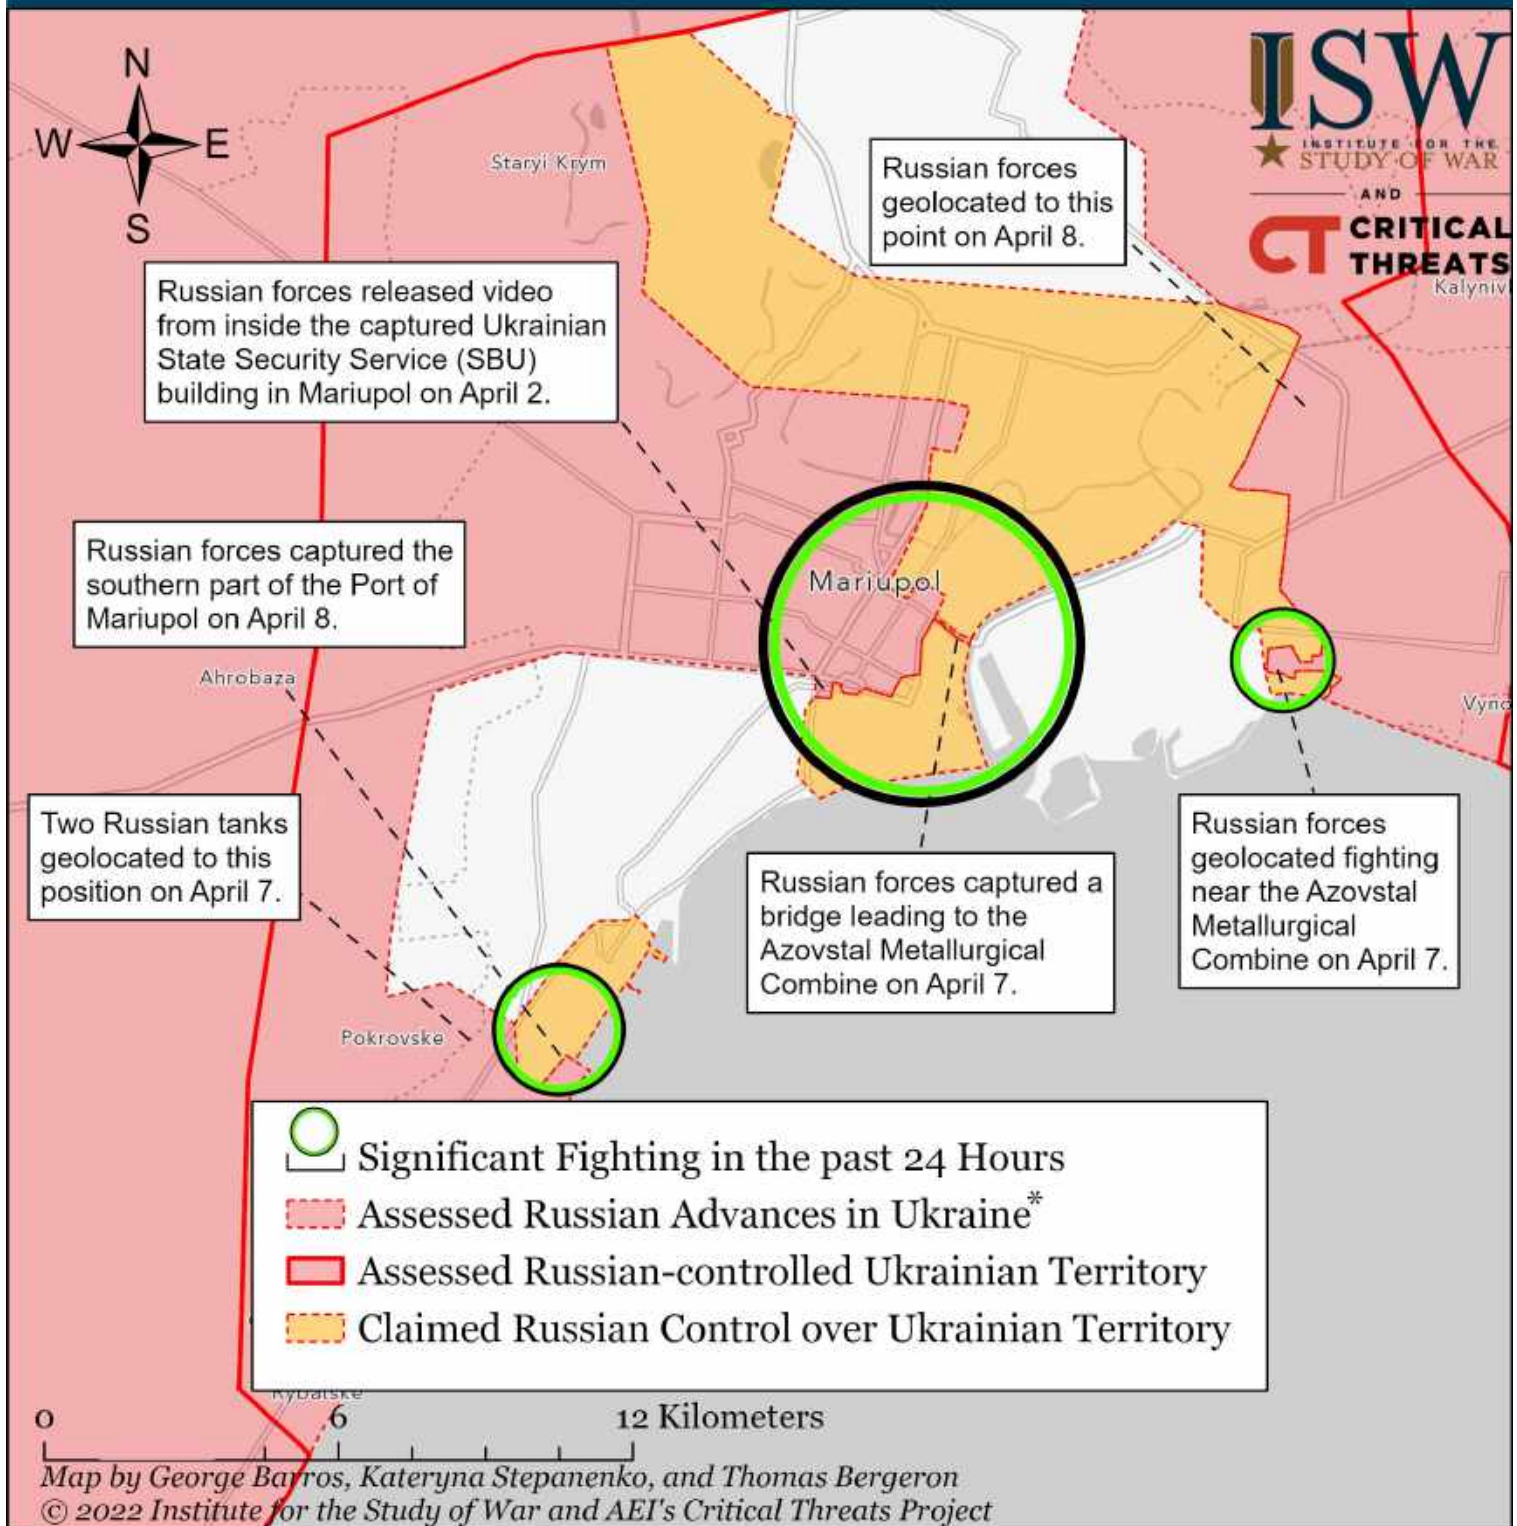 N
W E
S
ISW
INSTITUTE FOR THE
STUDY OF WAR
AND
CT CRITICAL
THREATS
Kalyniv
Staryi Krym
Russian forces
geolocated to this
point on April 8.
Russian forces released video
from inside the captured Ukrainian
State Security Service (SBU)
building in Mariupol on April 2.
Russian forces captured the
southern part of the Port of
Mariupol on April 8.
Mariupol
Ahrobaza
Vyno
Two Russian tanks
geolocated to this
position on April 7.
Russian forces captured a
bridge leading to the
Azovstal Metallurgical
Combine on April 7.
Russian forces
geolocated fighting
near the Azovstal
Metallurgical
Combine on April 7.
Pokrovske
Significant Fighting in the past 24 Hours
Assessed Russian Advances in Ukraine*
Assessed Russian-controlled Ukrainian Territory
Claimed Russian Control over Ukrainian Territory
Rybatske
0 6 12 Kilometers
Map by George Barros, Kateryna Stepanenko, and Thomas Bergeron
© 2022 Institute for the Study of War and AEI's Critical Threats Project